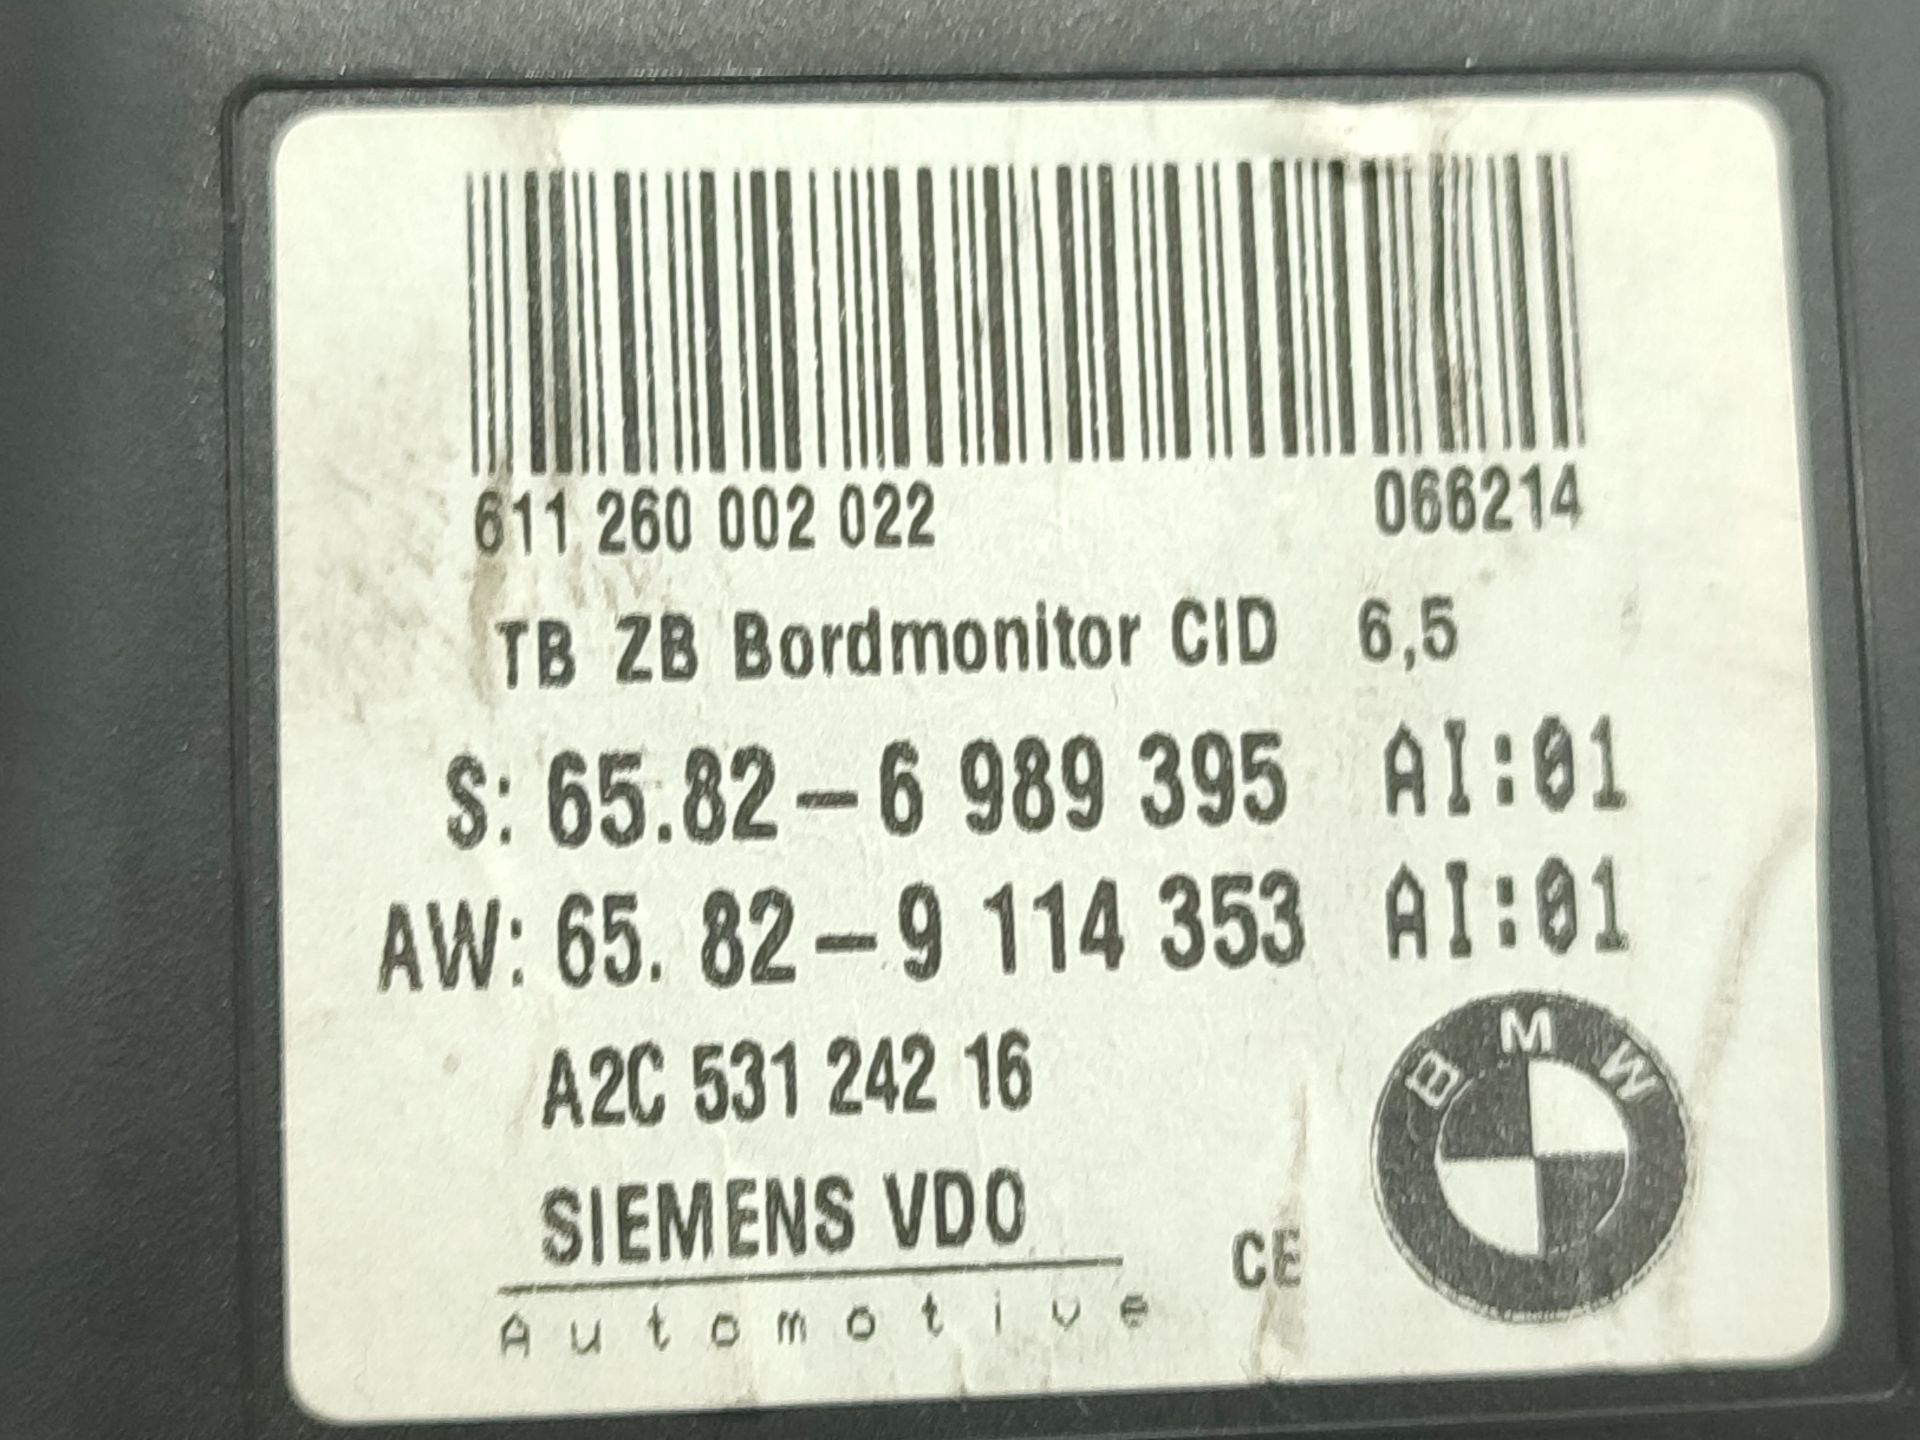 611 260 002 022 066214
TB ZB Bordmonitor CID 6,5
S: 65.82-6 989 395 AI:01
AW: 65. 82-9 114 353 AI:01
A2C 531 242 16
BMW
SIEMENS VDO
CE
Automotive